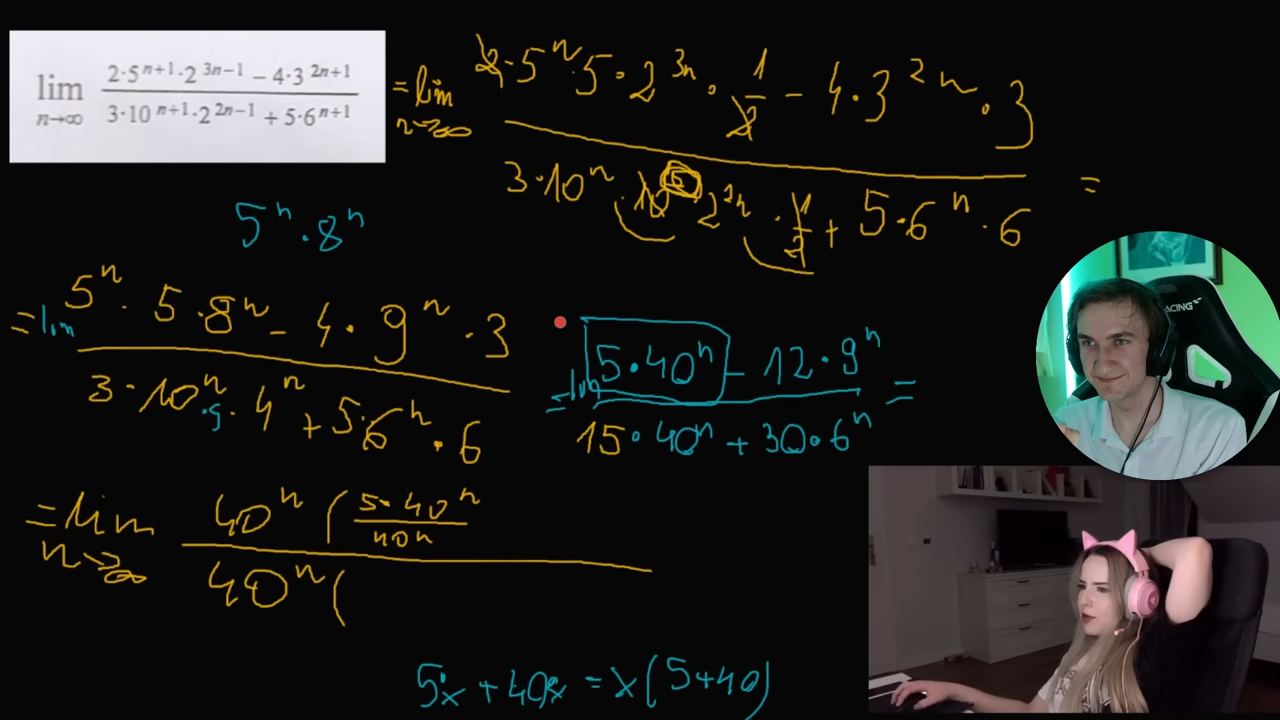 lim n→∞ (2·5^{n+1}·2^{3n−1} − 4·3^{2n+1}) / (3·10^{n+1}·2^{2n−1} + 5·6^{n+1})
= lim n→∞ (2·5^n·5·2^{3n}·1/2 − 4·3^{2n}·3) / (3·10^n·10 5 2^{2n}·1/2 + 5·6^n·6) =
5^n·8^n
= lim (5^n·5·8^n − 4·9^n·3) / (3·10^n·5·4^n + 5·6^n·6)
= lim (5·40^n − 12·9^n) / (15·40^n + 30·6^n) =
= lim n→∞ 40^n (5·40^n / 40^n
40^n (
5x + 40x = x(5+40)
RACING